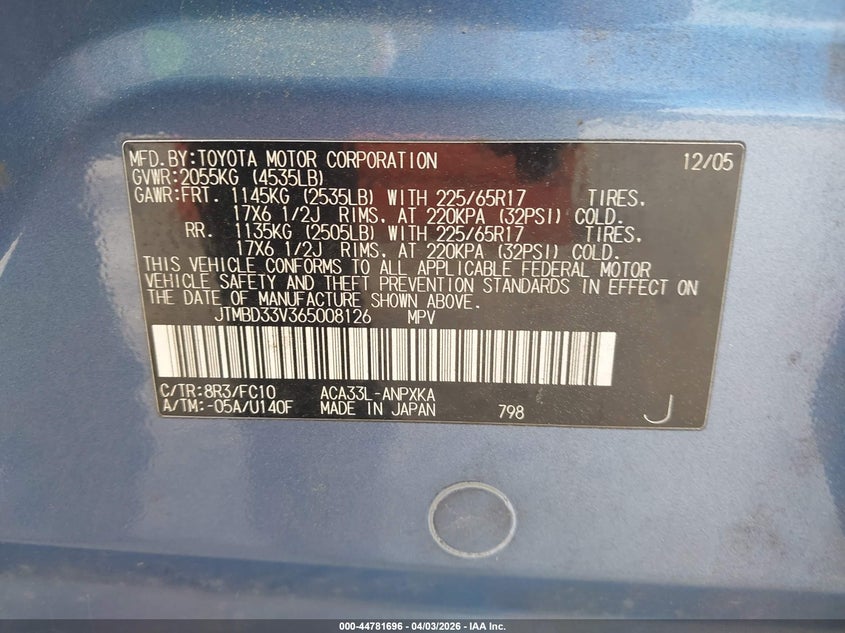 MFD.BY:TOYOTA MOTOR CORPORATION 12/05
GVWR:2055KG (4535LB)
GAWR:FRT. 1145KG (2535LB) WITH 225/65R17 TIRES.
17X6 1/2J RIMS. AT 220KPA (32PSI) COLD.
RR. 1135KG (2505LB) WITH 225/65R17 TIRES.
17X6 1/2J RIMS. AT 220KPA (32PSI) COLD.
THIS VEHICLE CONFORMS TO ALL APPLICABLE FEDERAL MOTOR
VEHICLE SAFETY AND THEFT PREVENTION STANDARDS IN EFFECT ON
THE DATE OF MANUFACTURE SHOWN ABOVE.
JTMBD33V365008126 MPV
C/TR:8R3/FC10 ACA33L-ANPXKA
A/TM:-05A/U140F MADE IN JAPAN 798 J
000-44781696 - 04/03/2026 - IAA Inc.